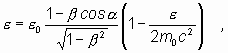 ε = ε₀ (1 − β cos α)/√(1 − β²) (1 − ε/(2m₀c²)) ,